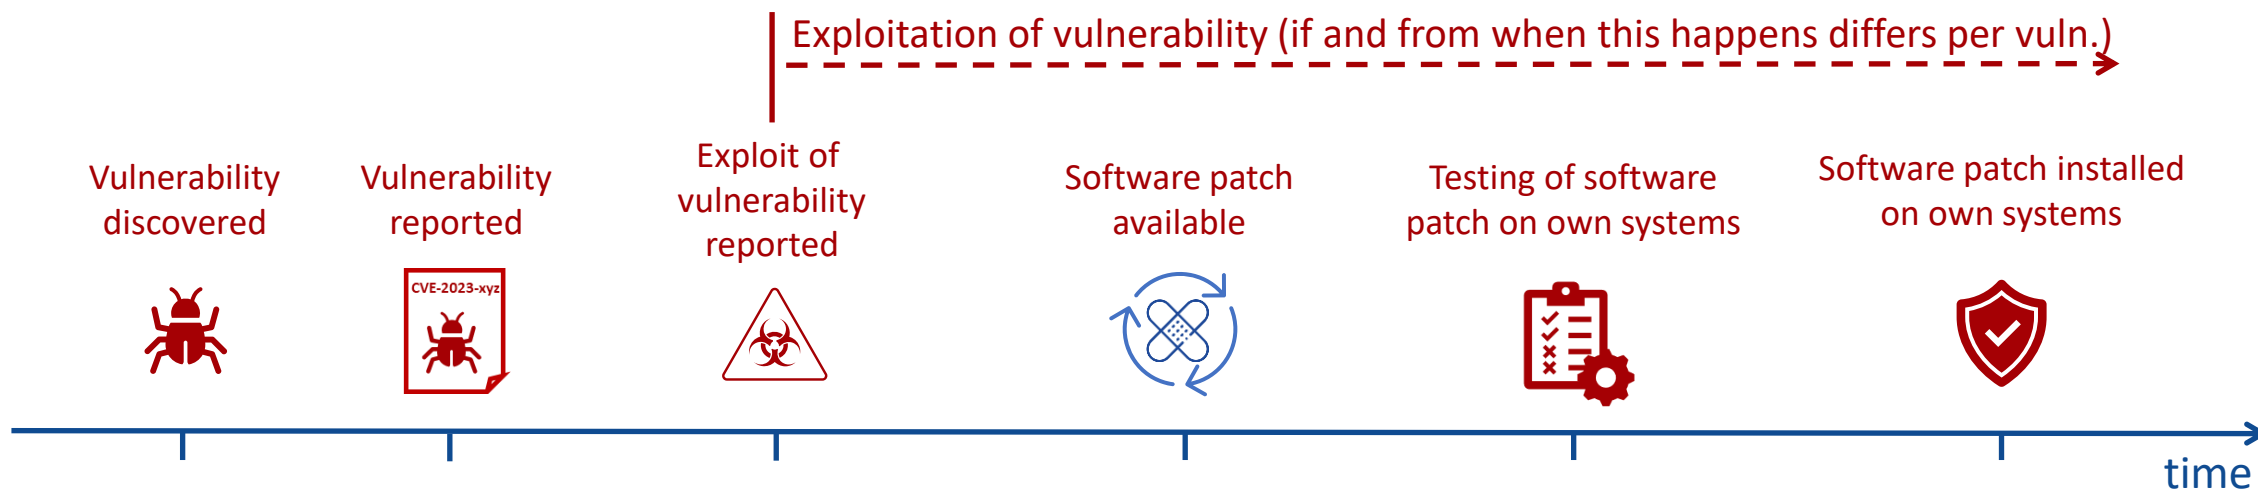 Exploitation of vulnerability (if and from when this happens differs per vuln.)
Vulnerability
discovered
Vulnerability
reported
Exploit of
vulnerability
reported
Software patch
available
Testing of software
patch on own systems
Software patch installed
on own systems
CVE-2023-xyz
time